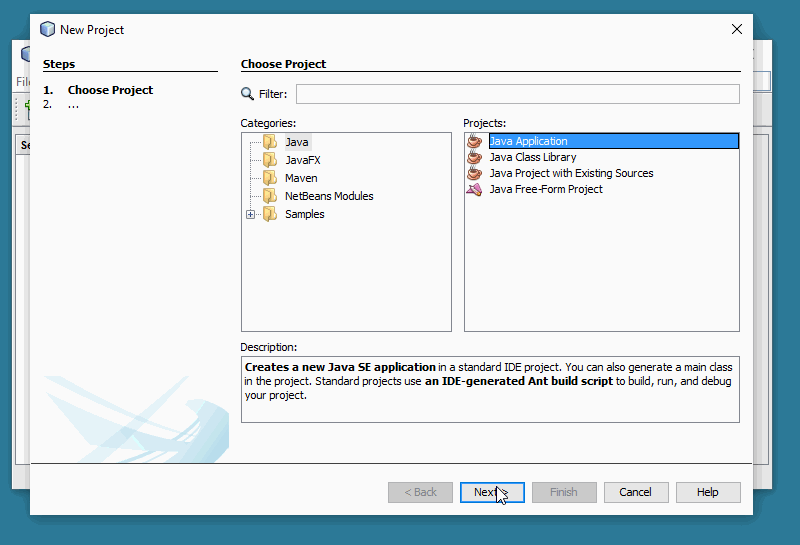 New Project
File
Se
Steps
1. Choose Project
2. ...
Choose Project
Filter:
Categories:
Java
JavaFX
Maven
NetBeans Modules
Samples
Projects:
Java Application
Java Class Library
Java Project with Existing Sources
Java Free-Form Project
Description:
Creates a new Java SE application in a standard IDE project. You can also generate a main class
in the project. Standard projects use an IDE-generated Ant build script to build, run, and debug
your project.
< Back
Next >
Finish
Cancel
Help